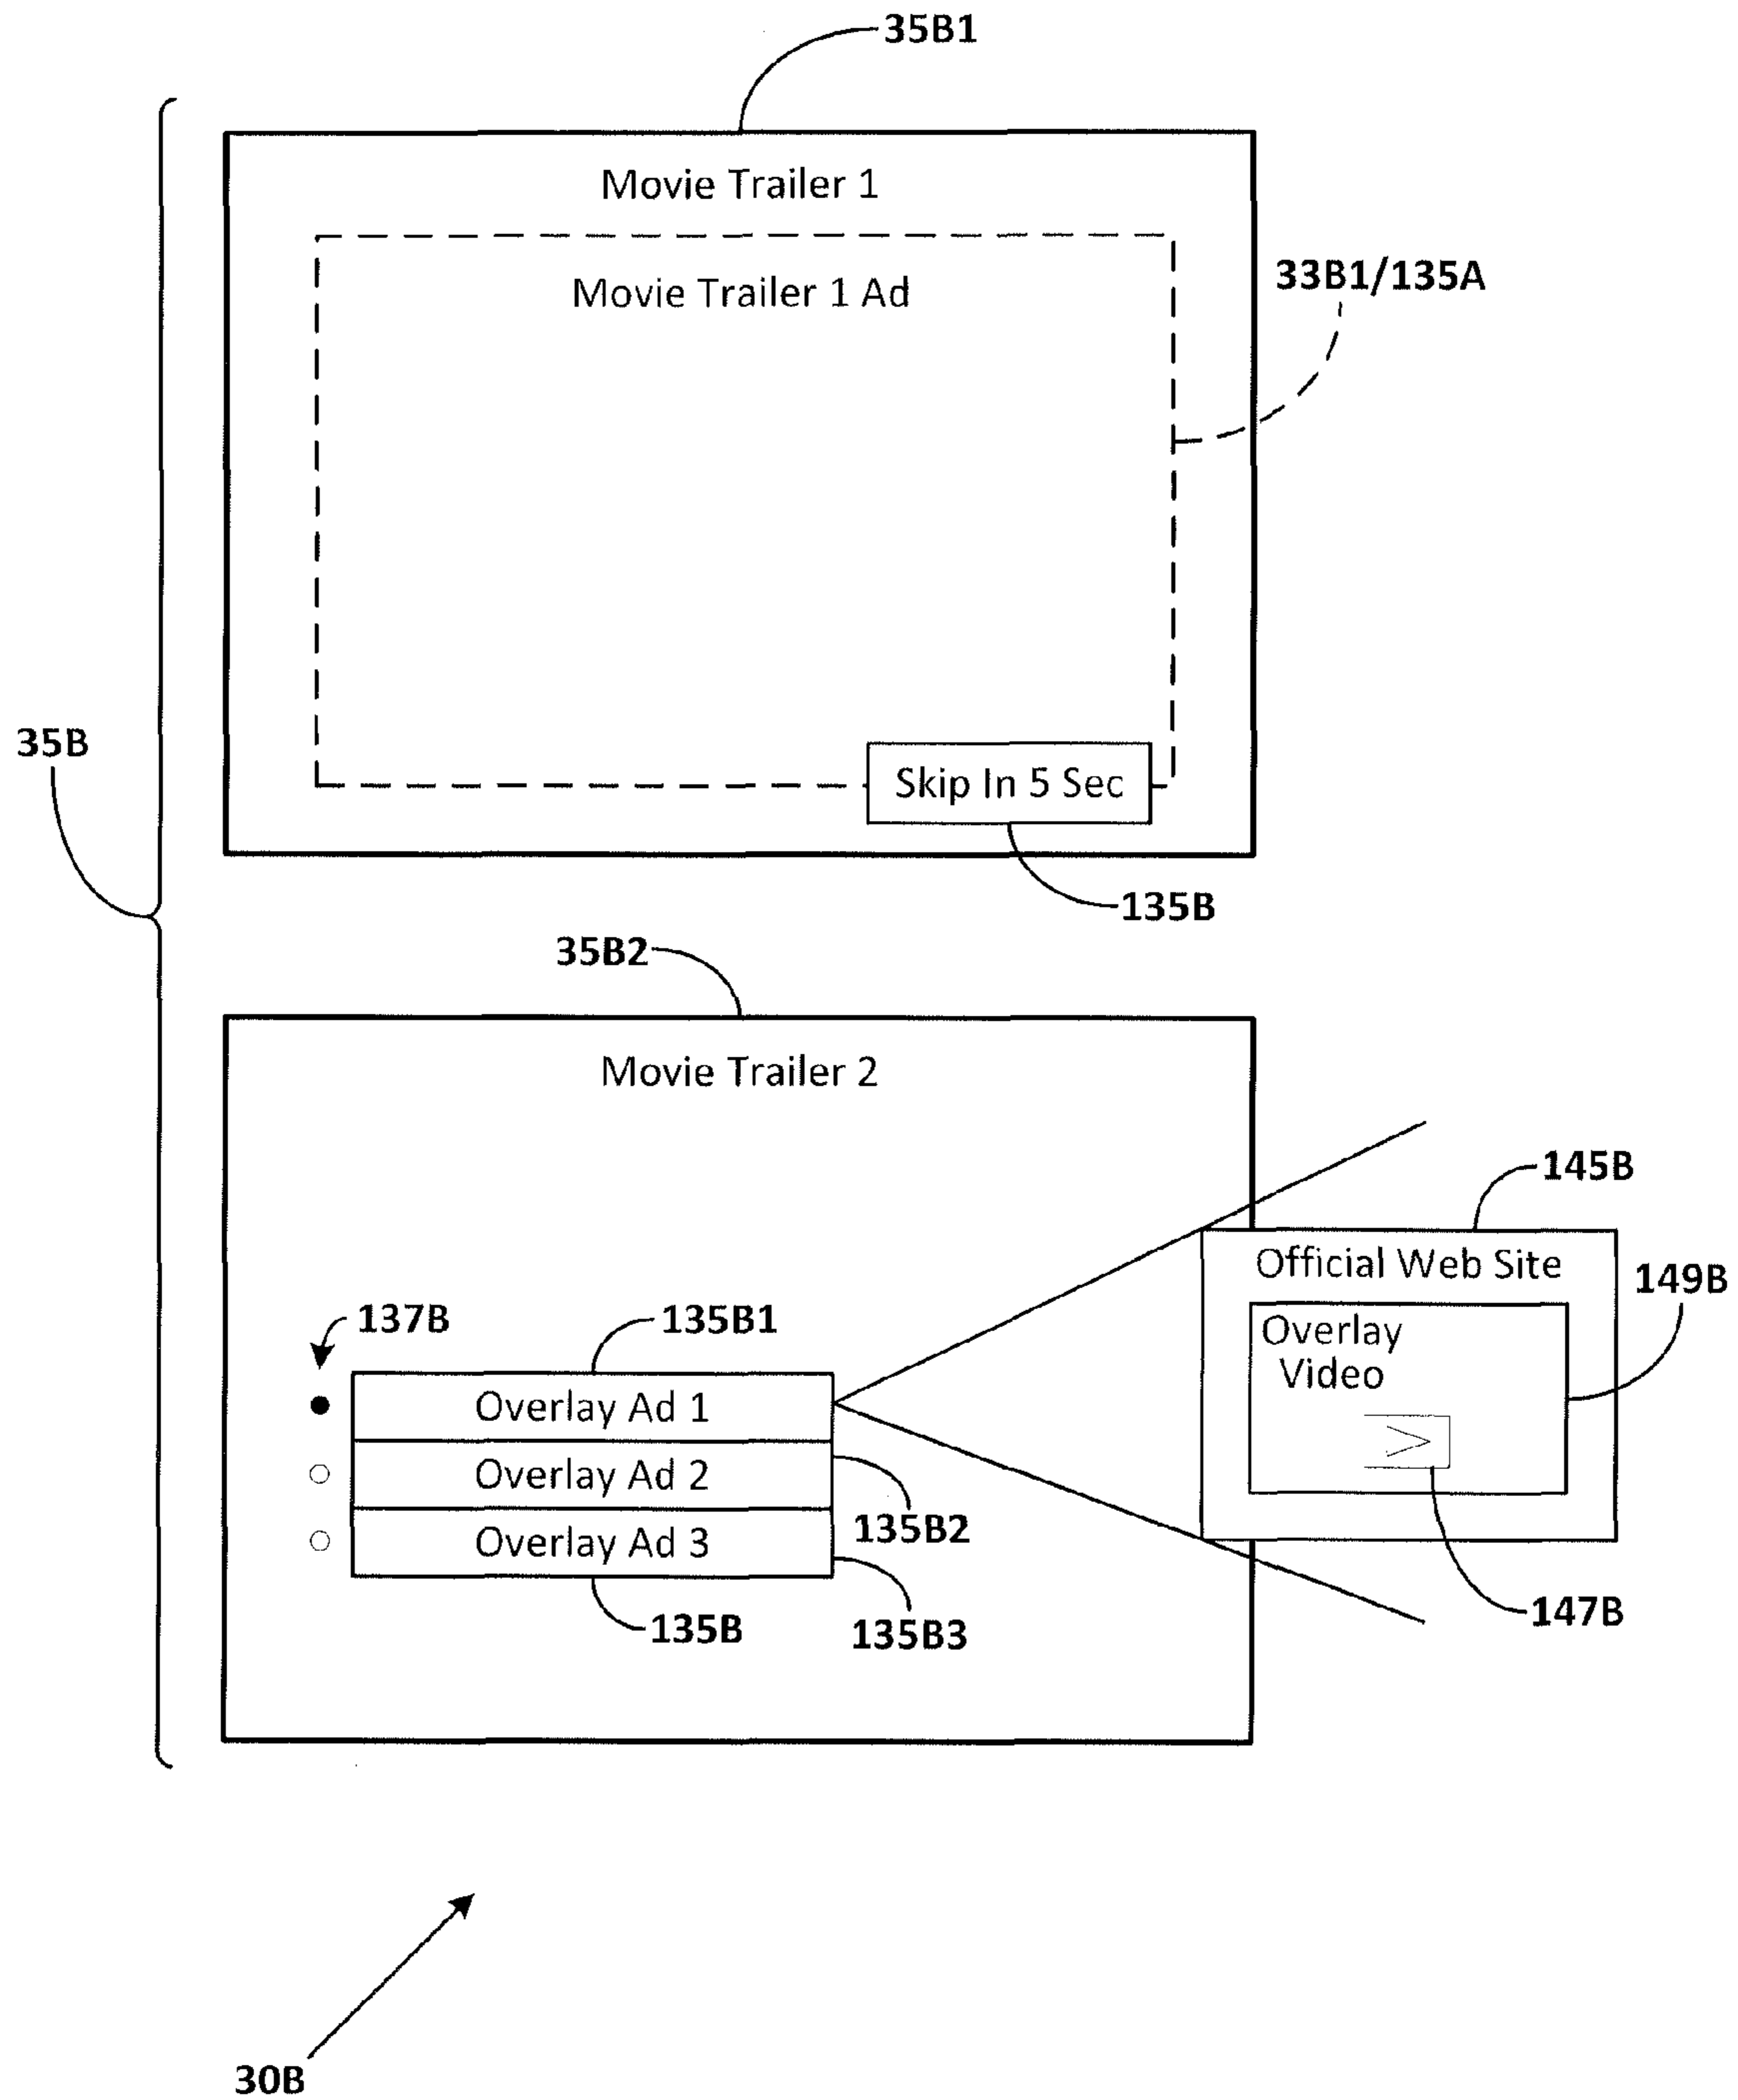 35B1
Movie Trailer 1
33B1/135A
Movie Trailer 1 Ad
35B
Skip In 5 Sec
135B
35B2
Movie Trailer 2
145B
Official Web Site
149B
137B
135B1
Overlay
Video
Overlay Ad 1
Overlay Ad 2
135B2
Overlay Ad 3
135B
135B3
147B
30B